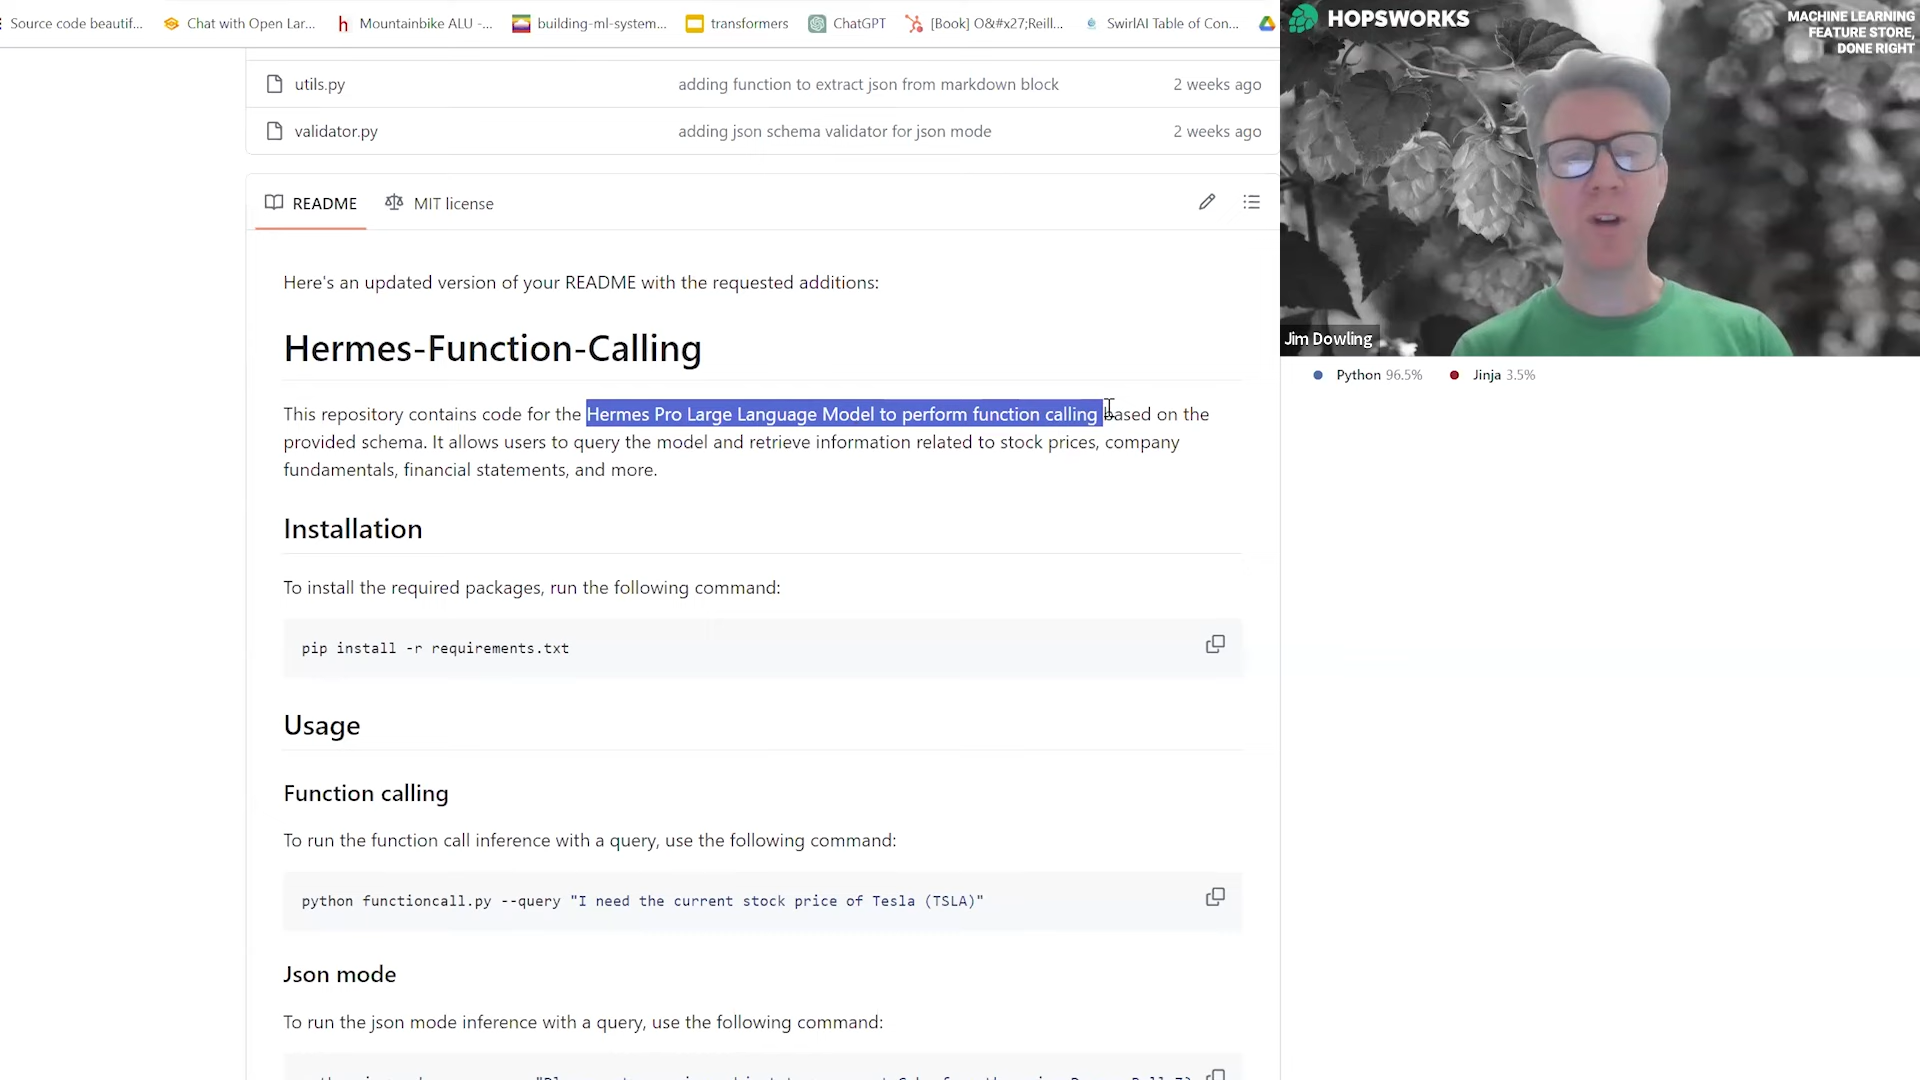 Source code beautif...
Chat with Open Lar...
Mountainbike ALU -...
building-ml-system...
transformers
ChatGPT
[Book] O&#x27;Reill...
SwirlAI Table of Con...
HOPSWORKS
MACHINE LEARNING
FEATURE STORE,
DONE RIGHT
utils.py
adding function to extract json from markdown block
2 weeks ago
validator.py
adding json schema validator for json mode
2 weeks ago
README
MIT license
Here's an updated version of your README with the requested additions:
Jim Dowling
Hermes-Function-Calling
Python 96.5%
Jinja 3.5%
This repository contains code for the Hermes Pro Large Language Model to perform function calling based on the
provided schema. It allows users to query the model and retrieve information related to stock prices, company
fundamentals, financial statements, and more.
Installation
To install the required packages, run the following command:
pip install -r requirements.txt
Usage
Function calling
To run the function call inference with a query, use the following command:
python functioncall.py --query "I need the current stock price of Tesla (TSLA)"
Json mode
To run the json mode inference with a query, use the following command: